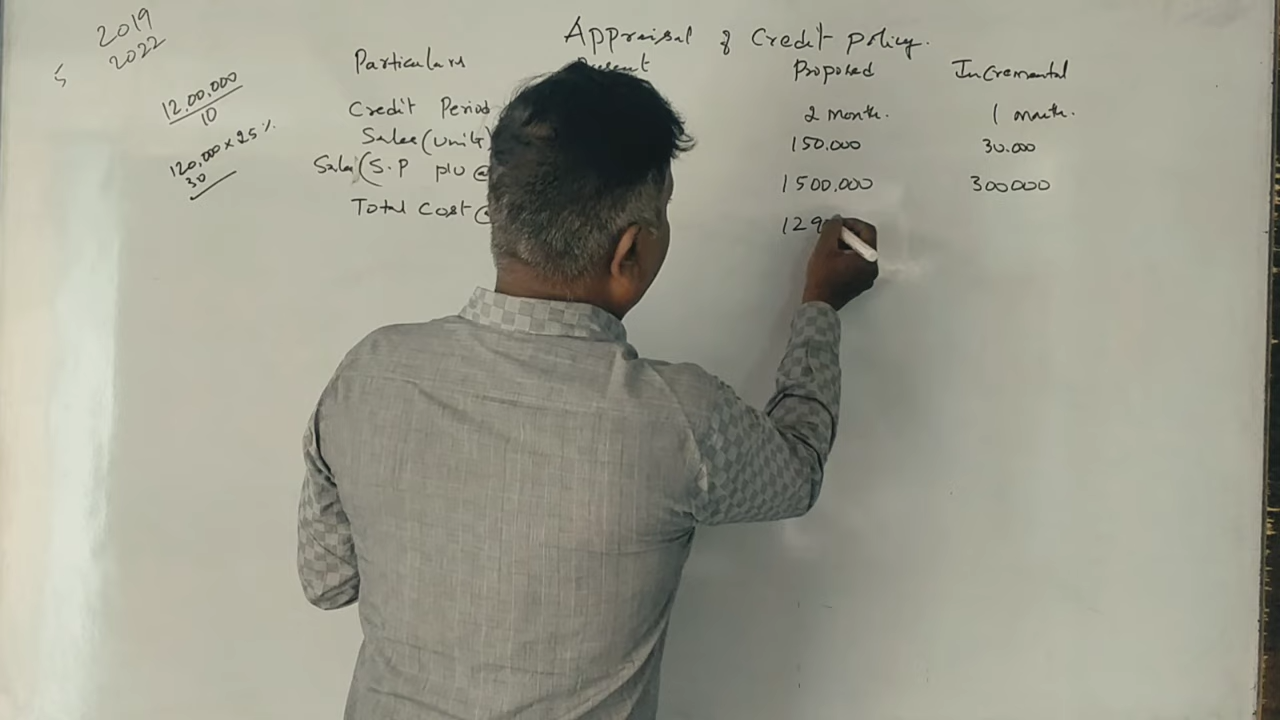 2019
2022
Appraisal of Credit policy.
Particulars Present Proposed Incremental
Credit Period 2 month. 1 month.
Sales (units) 150.000 30.000
Sales (S.P p/u @ 1500.000 300000
Total Cost @ 129
12,00,000
10
120,000 x 25%
30